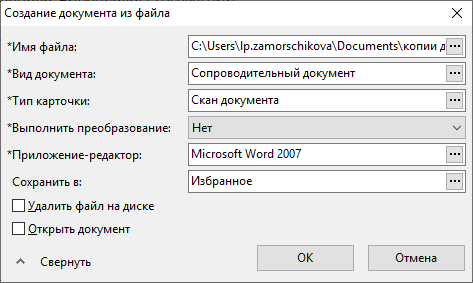 Создание документа из файла
*Имя файла: C:\Users\lp.zamorschikova\Documents\копии д ...
*Вид документа: Сопроводительный документ ...
*Тип карточки: Скан документа ...
*Выполнить преобразование: Нет
*Приложение-редактор: Microsoft Word 2007 ...
Сохранить в: Избранное ...
Удалить файл на диске
Открыть документ
Свернуть OK Отмена